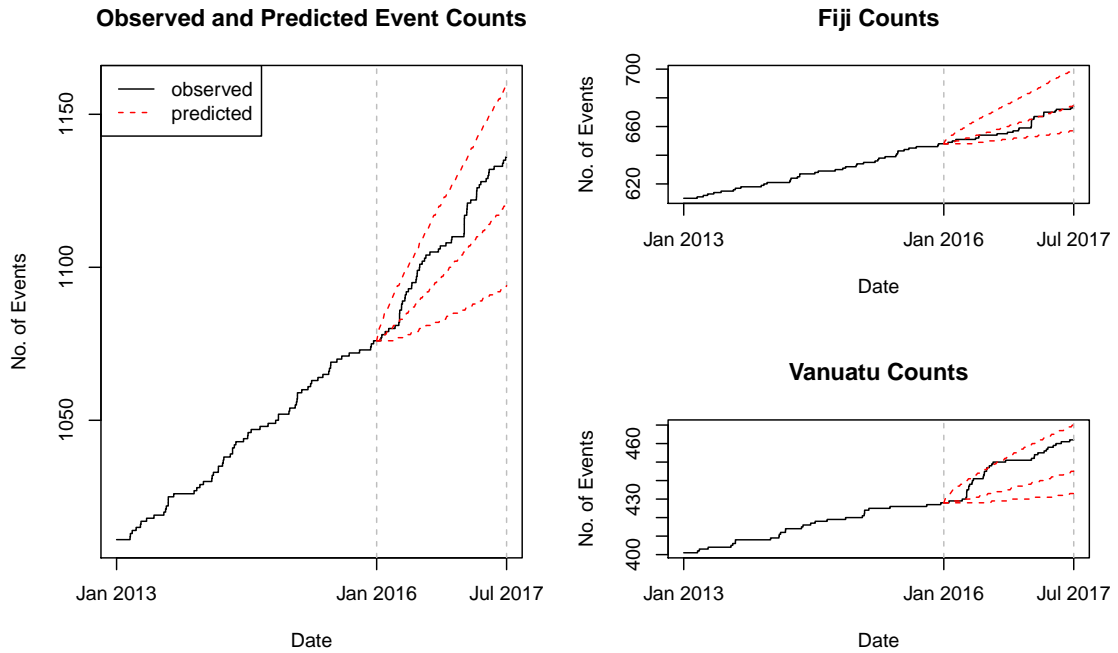 Observed and Predicted Event Counts
observed
predicted
1150
1100
1050
No. of Events
Jan 2013 Jan 2016 Jul 2017
Date
Fiji Counts
700
660
620
No. of Events
Jan 2013 Jan 2016 Jul 2017
Date
Vanuatu Counts
460
430
400
No. of Events
Jan 2013 Jan 2016 Jul 2017
Date